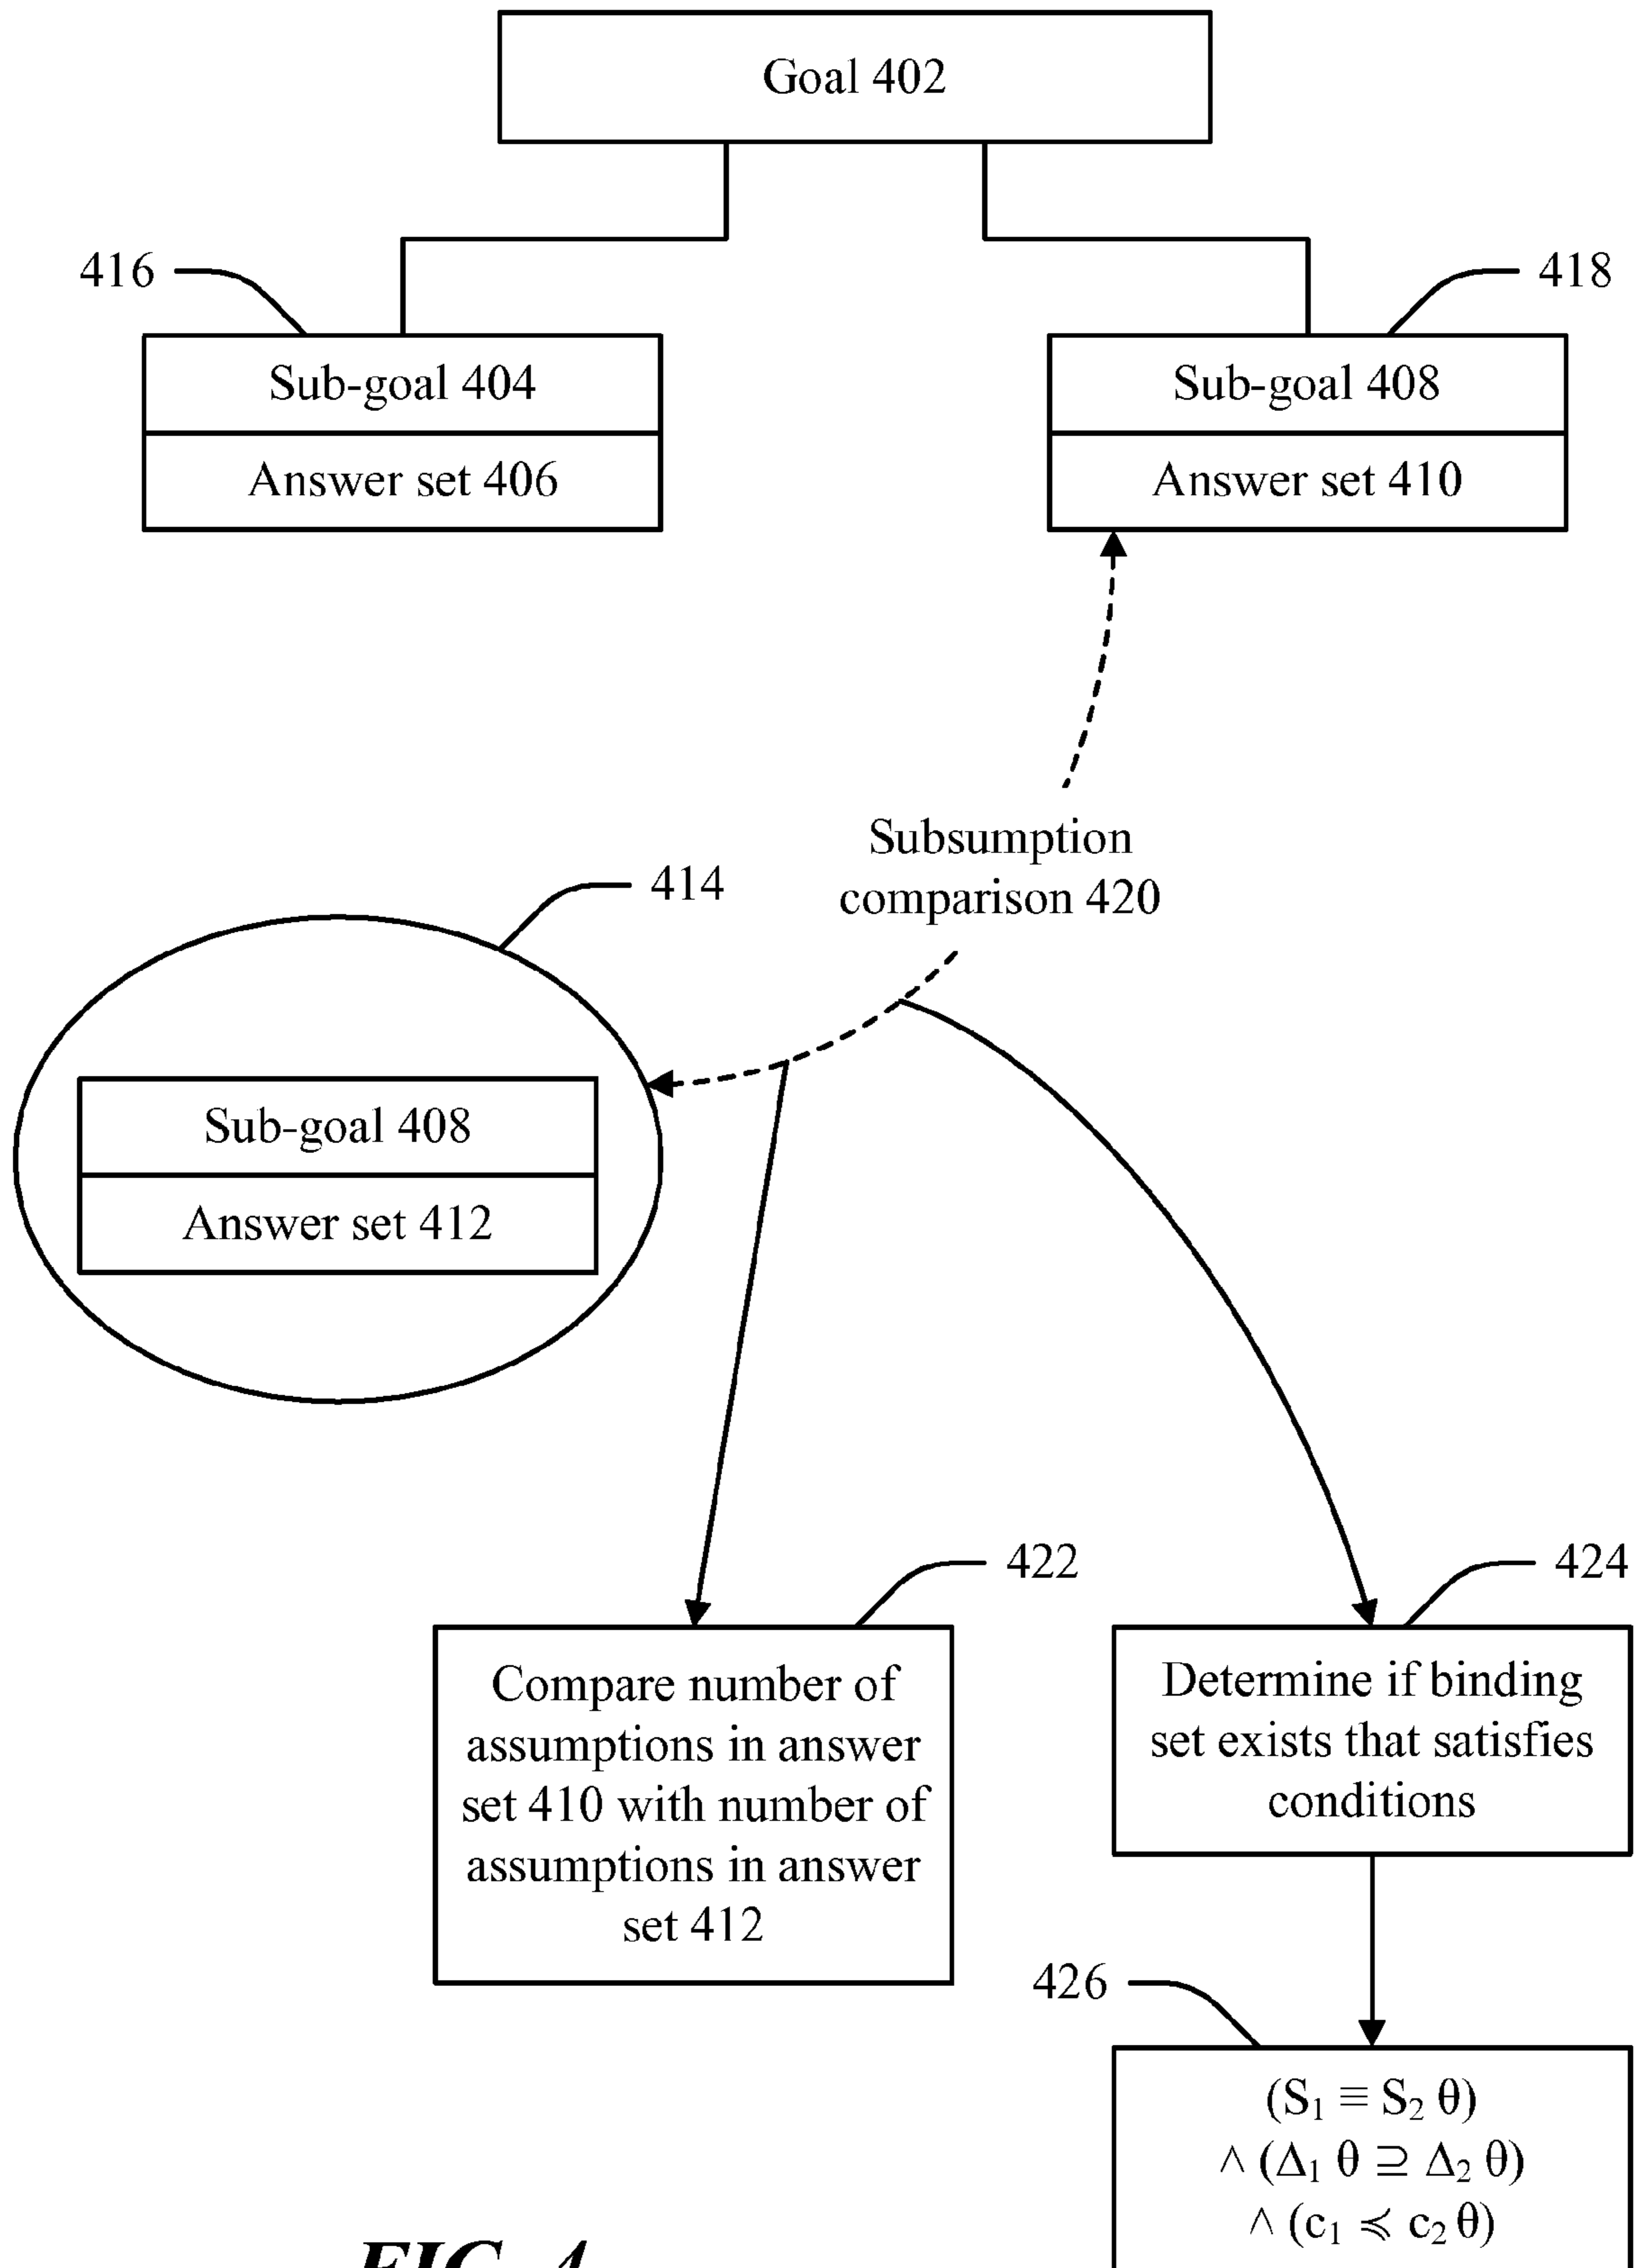 Goal 402
416
418
Sub-goal 404
Sub-goal 408
Answer set 406
Answer set 410
Subsumption
comparison 420
414
Sub-goal 408
Answer set 412
422
424
Compare number of
assumptions in answer
set 410 with number of
assumptions in answer
set 412
Determine if binding
set exists that satisfies
conditions
426
(S₁ ≡ S₂ θ)
∧ (Δ₁ θ ⊇ Δ₂ θ)
∧ (c₁ ≼ c₂ θ)
FIG. 4